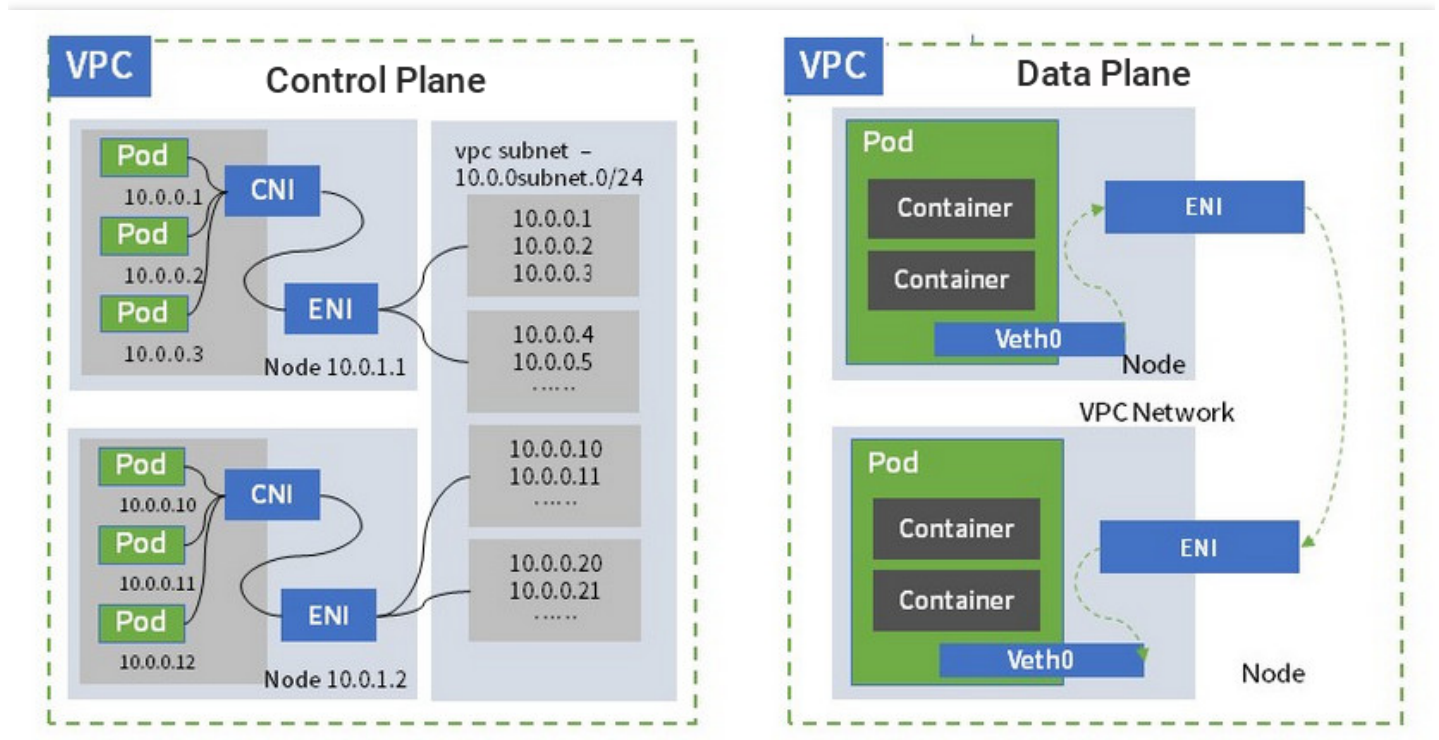 VPC
Control Plane
Pod
10.0.0.1
Pod
10.0.0.2
Pod
10.0.0.3
CNI
ENI
Node 10.0.1.1
Pod
10.0.0.10
Pod
10.0.0.11
Pod
10.0.0.12
CNI
ENI
Node 10.0.1.2
vpc subnet –
10.0.0subnet.0/24
10.0.0.1
10.0.0.2
10.0.0.3
10.0.0.4
10.0.0.5
......
10.0.0.10
10.0.0.11
......
10.0.0.20
10.0.0.21
......
VPC
Data Plane
Pod
Container
Container
Veth0
ENI
Node
VPC Network
Pod
Container
Container
Veth0
ENI
Node